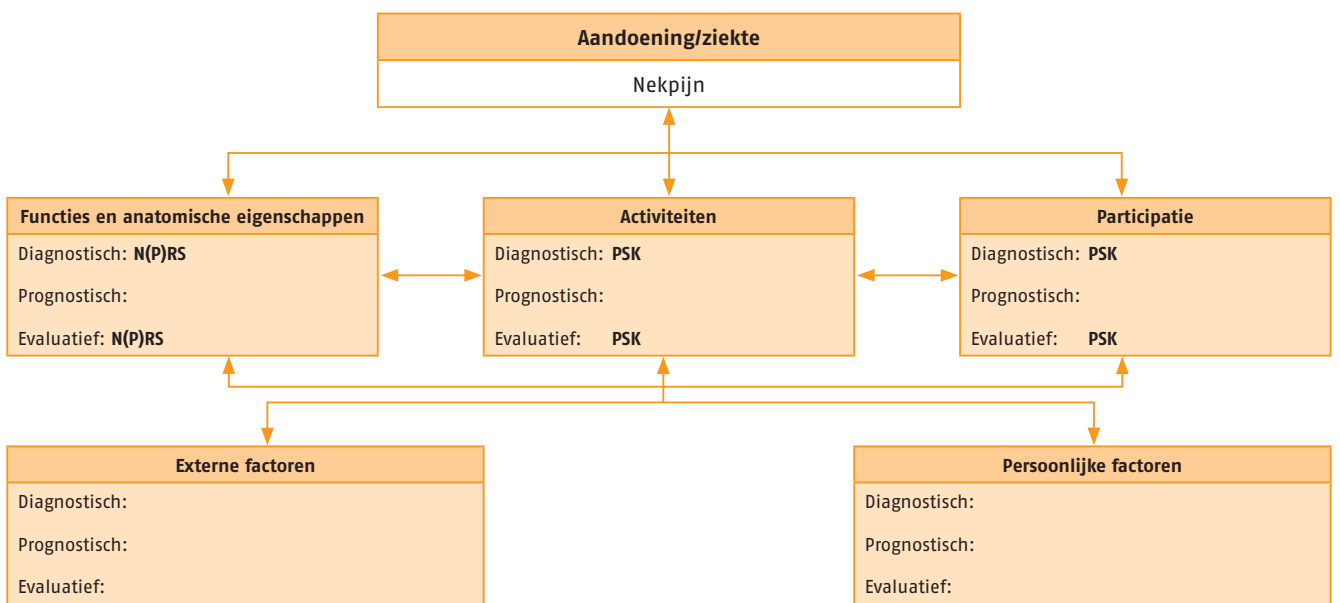 Aandoening/ziekte
Nekpijn
Functies en anatomische eigenschappen
Diagnostisch: N(P)RS
Prognostisch:
Evaluatief: N(P)RS
Activiteiten
Diagnostisch: PSK
Prognostisch:
Evaluatief: PSK
Participatie
Diagnostisch: PSK
Prognostisch:
Evaluatief: PSK
Externe factoren
Diagnostisch:
Prognostisch:
Evaluatief:
Persoonlijke factoren
Diagnostisch:
Prognostisch:
Evaluatief: